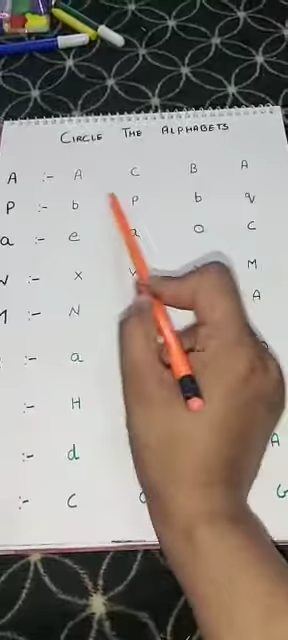 CIRCLE THE ALPHABETS
A :- A C B A
P :- b P b q
a :- e a O C
:- x M
:- N A
:- a
:- H
:- d A
:- C G